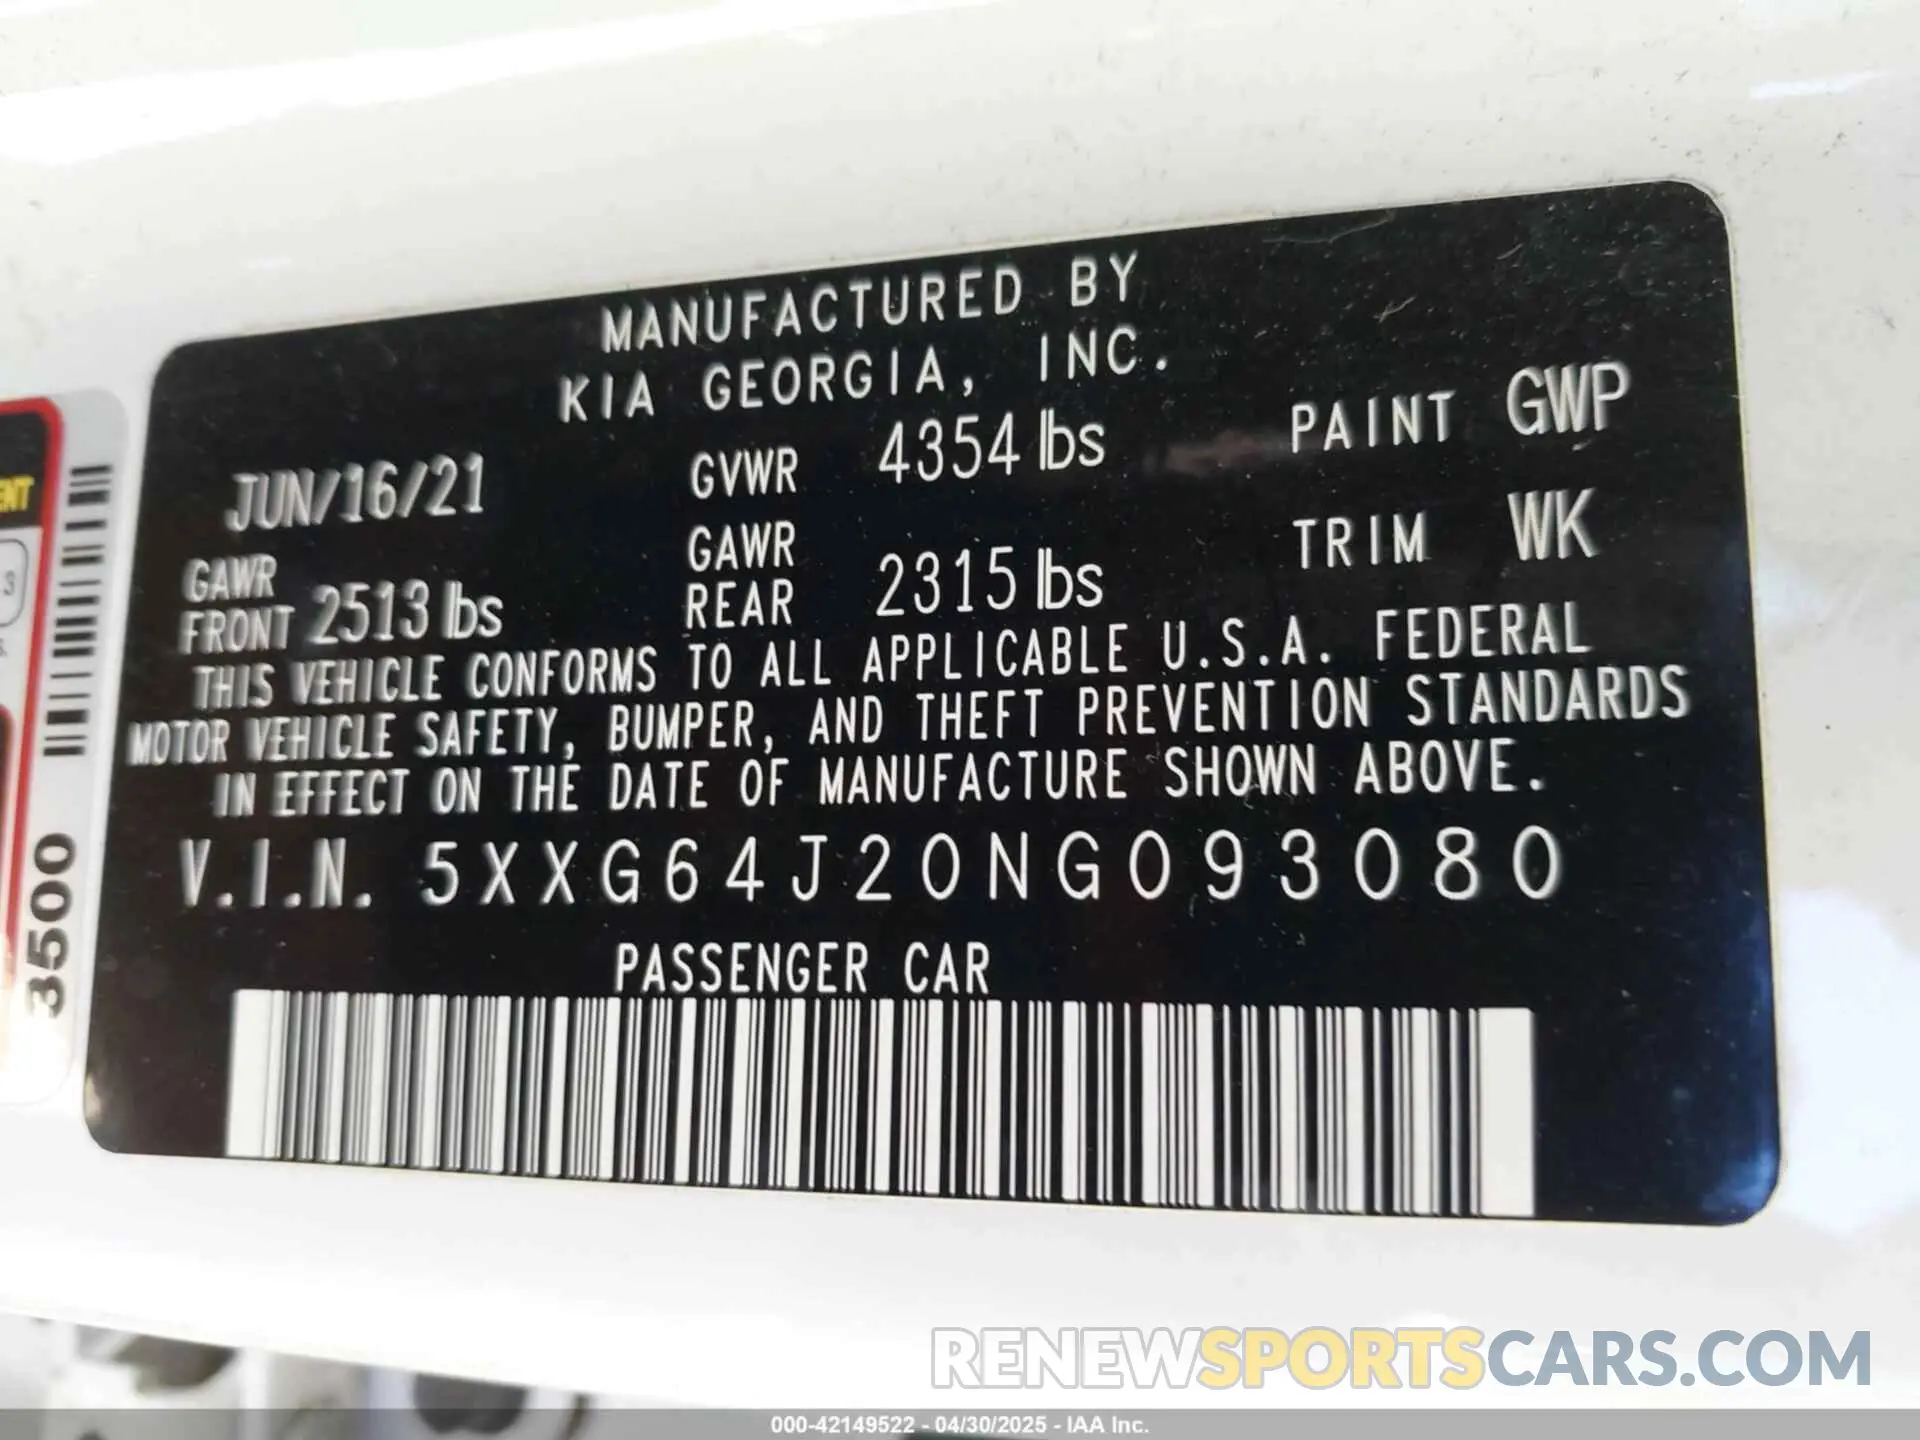 MANUFACTURED BY
KIA GEORGIA, INC.
JUN/16/21 GVWR 4354 lbs PAINT GWP
GAWR FRONT 2513 lbs GAWR REAR 2315 lbs TRIM WK
THIS VEHICLE CONFORMS TO ALL APPLICABLE U.S.A. FEDERAL
MOTOR VEHICLE SAFETY, BUMPER, AND THEFT PREVENTION STANDARDS
IN EFFECT ON THE DATE OF MANUFACTURE SHOWN ABOVE.
V.I.N. 5XXG64J20NG093080
PASSENGER CAR
3500
3
RENEWSPORTSCARS.COM
000-42149522 - 04/30/2025 - IAA Inc.